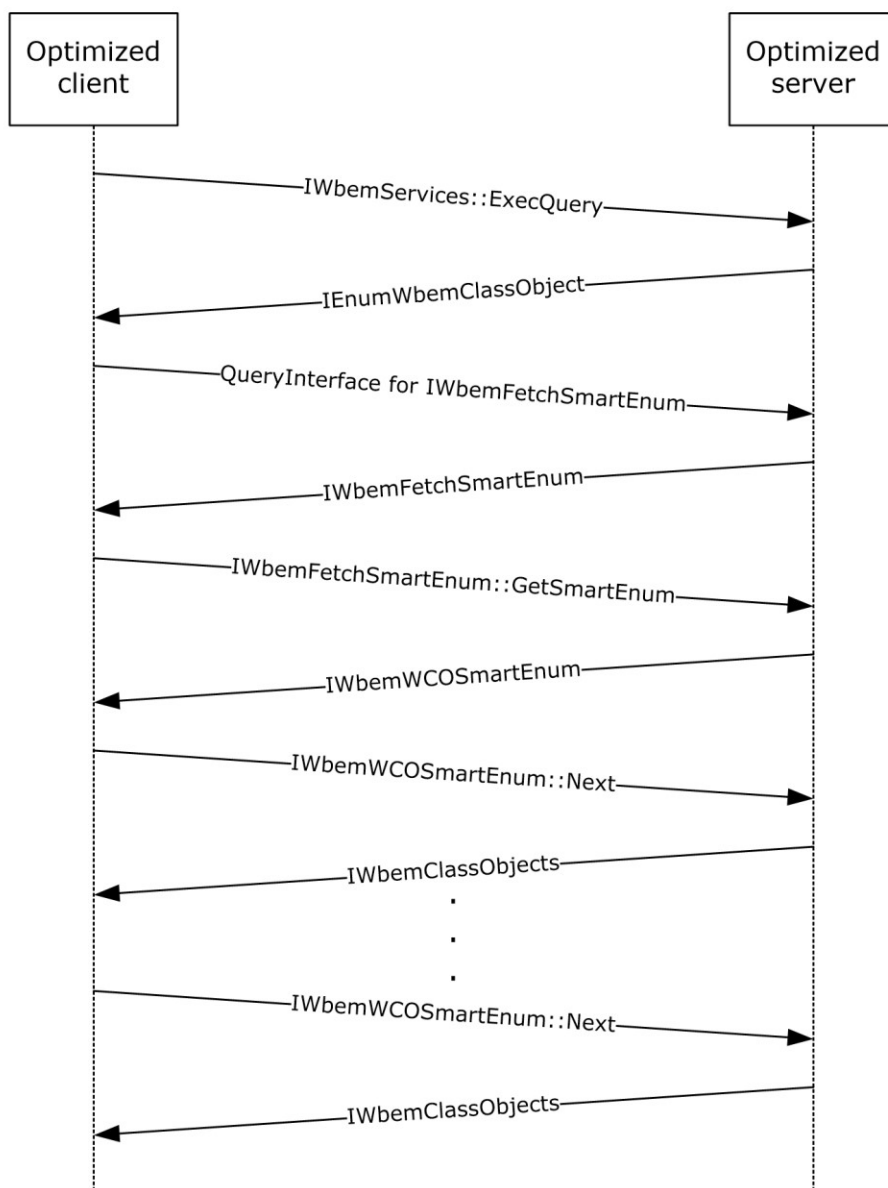 Optimized
client
Optimized
server
IWbemServices::ExecQuery
IEnumWbemClassObject
QueryInterface for IWbemFetchSmartEnum
IWbemFetchSmartEnum
IWbemFetchSmartEnum::GetSmartEnum
IWbemWCOSmartEnum
IWbemWCOSmartEnum::Next
IWbemClassObjects
.
.
.
IWbemWCOSmartEnum::Next
IWbemClassObjects